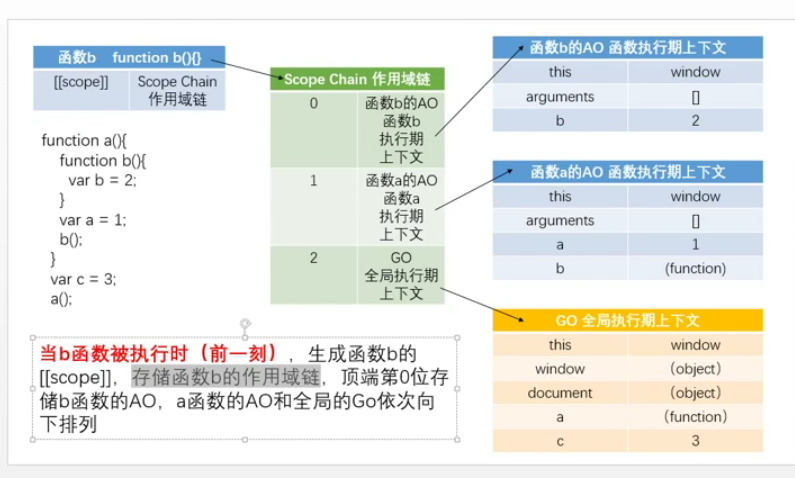 函数b function b(){}
[[scope]] Scope Chain
作用域链
function a(){
function b(){
var b = 2;
}
var a = 1;
b();
}
var c = 3;
a();
Scope Chain 作用域链
0 函数b的AO
函数b
执行期
上下文
1 函数a的AO
函数a
执行期
上下文
2 GO
全局执行期
上下文
函数b的AO 函数执行期上下文
this window
arguments []
b 2
函数a的AO 函数执行期上下文
this window
arguments []
a 1
b (function)
GO 全局执行期上下文
this window
window (object)
document (object)
a (function)
c 3
当b函数被执行时（前一刻），生成函数b的
[[scope]]，存储函数b的作用域链，顶端第0位存
储b函数的AO，a函数的AO和全局的Go依次向
下排列